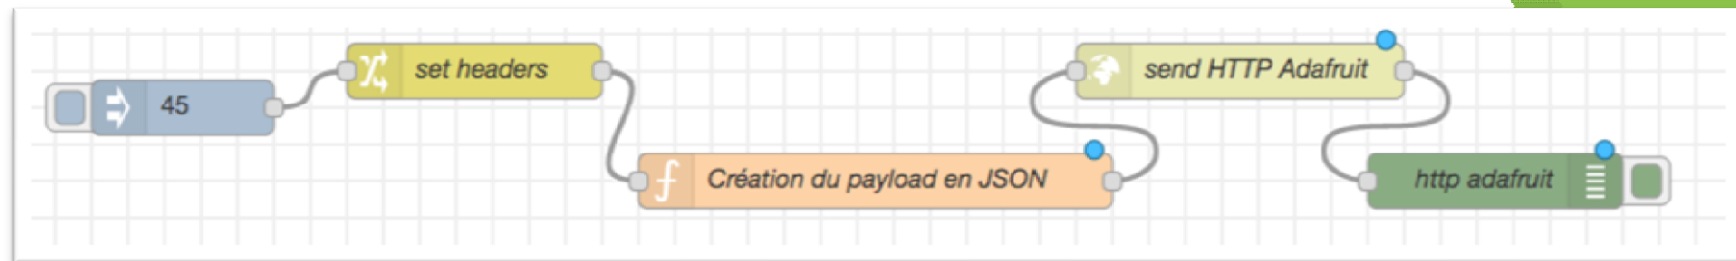 45
set headers
Création du payload en JSON
send HTTP Adafruit
http adafruit